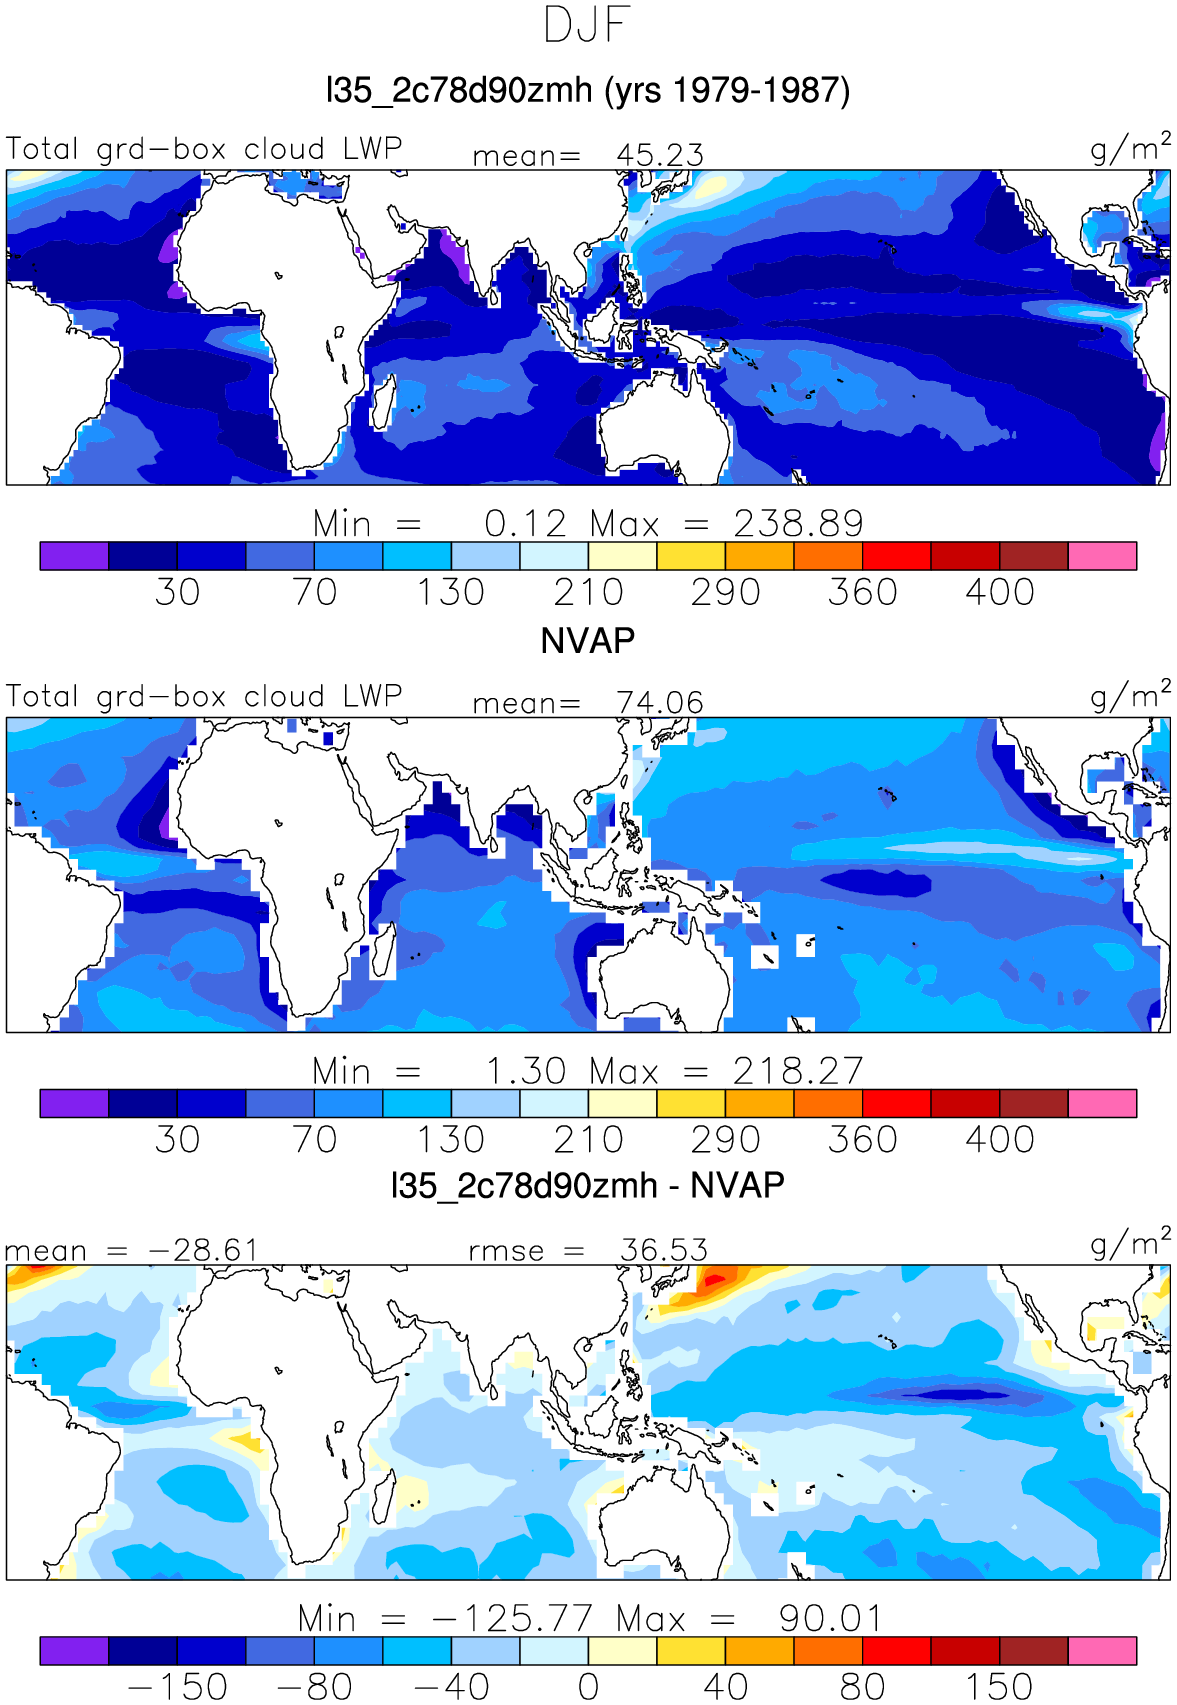 DJF
l35_2c78d90zmh (yrs 1979-1987)
Total grd-box cloud LWP mean= 45.23 g/m²
Min = 0.12 Max = 238.89
30 70 130 210 290 360 400
NVAP
Total grd-box cloud LWP mean= 74.06 g/m²
Min = 1.30 Max = 218.27
30 70 130 210 290 360 400
l35_2c78d90zmh - NVAP
mean = -28.61 rmse = 36.53 g/m²
Min = -125.77 Max = 90.01
-150 -80 -40 0 40 80 150